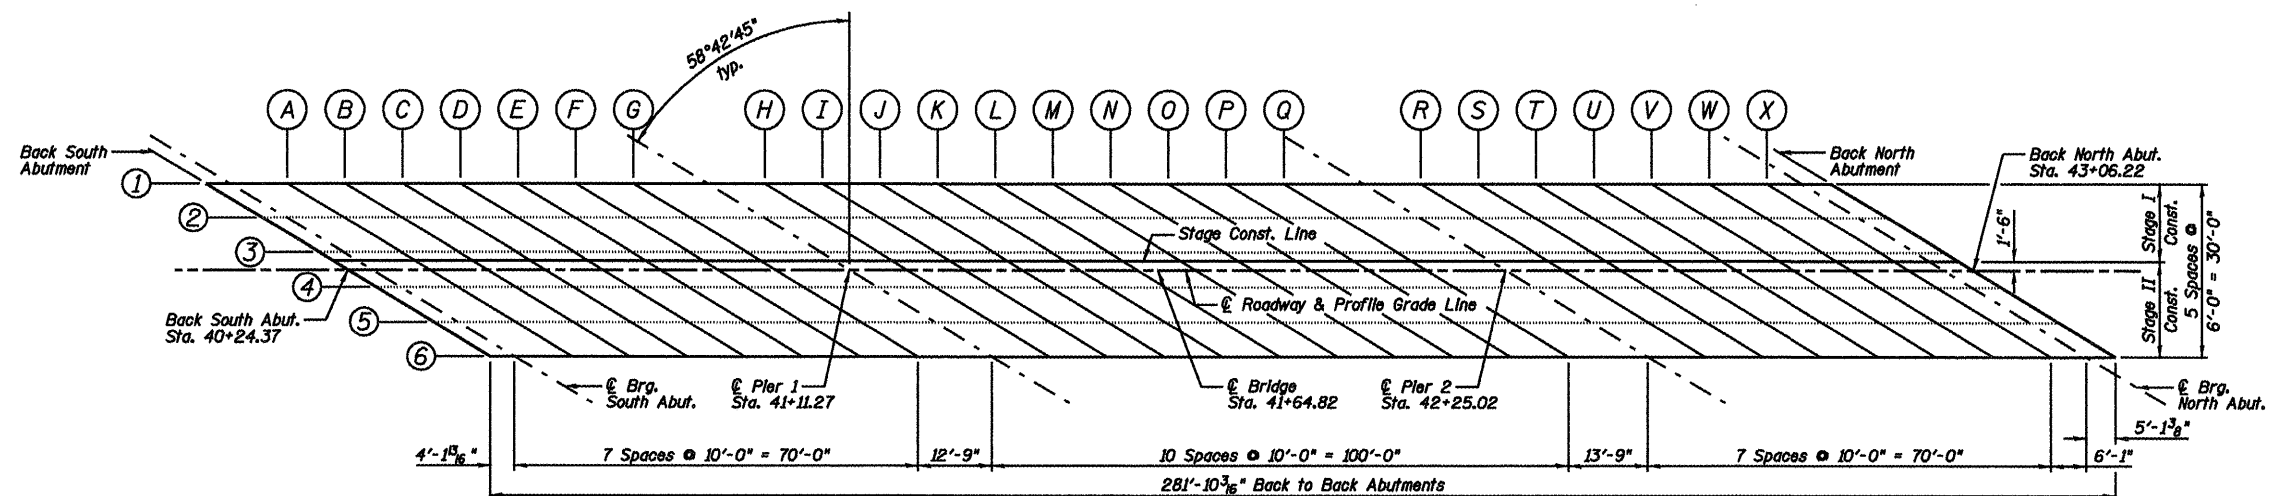 58°42'45"
typ.
A B C D E F G H I J K L M N O P Q R S T U V W X
Back South
Abutment
Back North
Abutment
Back North Abut.
Sta. 43+06.22
1
2
3
4
5
6
Stage Const. Line
℄ Roadway & Profile Grade Line
1'-6"
Stage I
Const.
Stage II
Const.
5 Spaces @
6'-0" = 30'-0"
Back South Abut.
Sta. 40+24.37
℄ Brg.
South Abut.
℄ Pier 1
Sta. 41+11.27
℄ Bridge
Sta. 41+64.82
℄ Pier 2
Sta. 42+25.02
℄ Brg.
North Abut.
4'-1 13/16"
7 Spaces @ 10'-0" = 70'-0"
12'-9"
10 Spaces @ 10'-0" = 100'-0"
13'-9"
7 Spaces @ 10'-0" = 70'-0"
6'-1"
5'-1 3/8"
281'-10 3/16" Back to Back Abutments